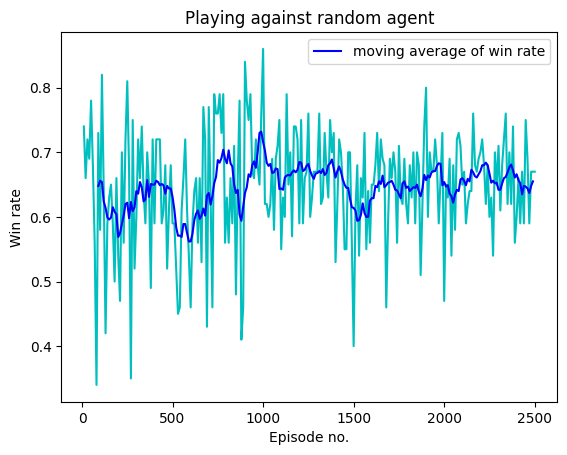 Playing against random agent
moving average of win rate
Win rate
0.8
0.7
0.6
0.5
0.4
0
500
1000
1500
2000
2500
Episode no.